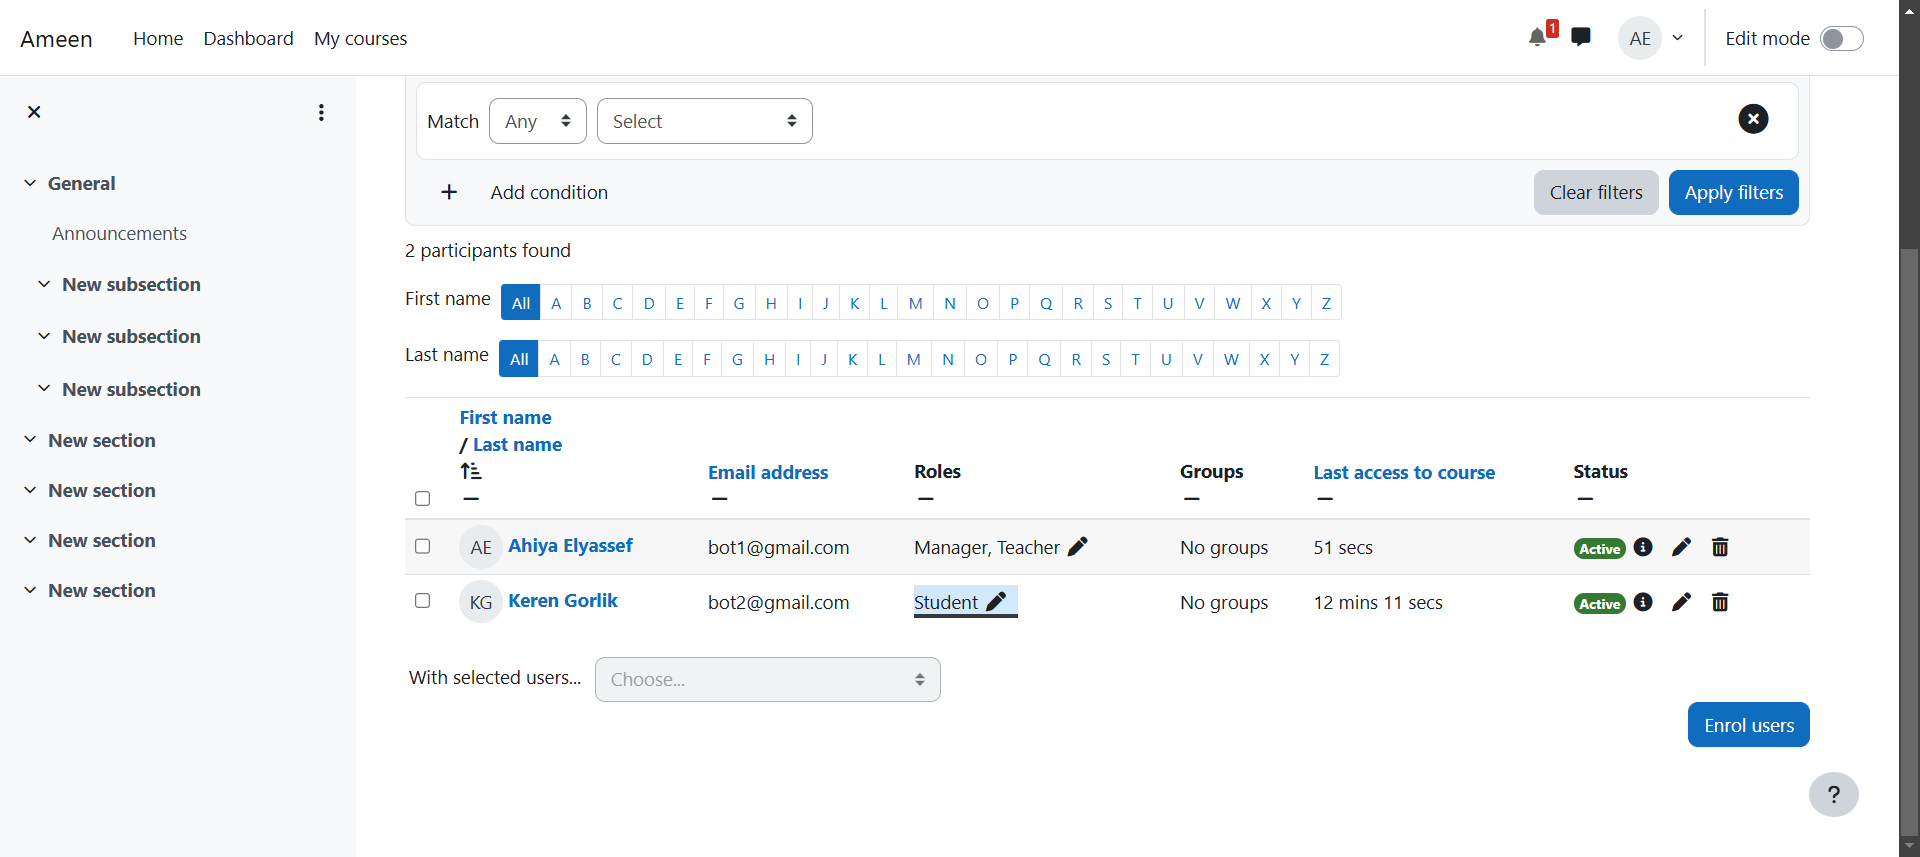 Ameen Home Dashboard My courses 1 AE Edit mode
General
Announcements
New subsection
New subsection
New subsection
New section
New section
New section
New section
Match Any Select
Add condition Clear filters Apply filters
2 participants found
First name All A B C D E F G H I J K L M N O P Q R S T U V W X Y Z
Last name All A B C D E F G H I J K L M N O P Q R S T U V W X Y Z
First name
/ Last name
Email address Roles Groups Last access to course Status
AE Ahiya Elyassef bot1@gmail.com Manager, Teacher No groups 51 secs Active
KG Keren Gorlik bot2@gmail.com Student No groups 12 mins 11 secs Active
With selected users... Choose...
Enrol users
?